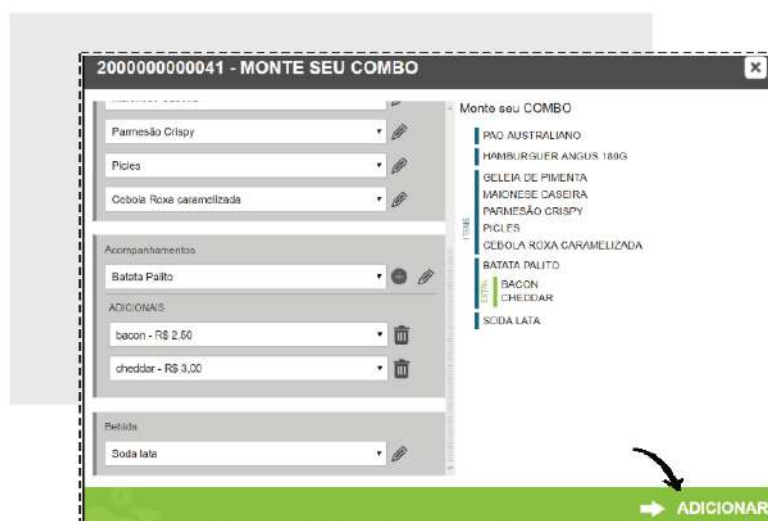 2000000000041 - MONTE SEU COMBO
Parmesão Crispy
Picles
Cebola Roxa caramelizada
Acompanhamentos
Batata Palito
ADICIONAIS
bacon - R$ 2,50
cheddar - R$ 3,00
Bebida
Soda lata
Monte seu COMBO
PAO AUSTRALIANO
HAMBURGUER ANGUS 180G
GELEIA DE PIMENTA
MAIONESE CASEIRA
PARMESÃO CRISPY
PICLES
CEBOLA ROXA CARAMELIZADA
ITENS
BATATA PALITO
EXTRA
BACON
CHEDDAR
SODA LATA
ADICIONAR